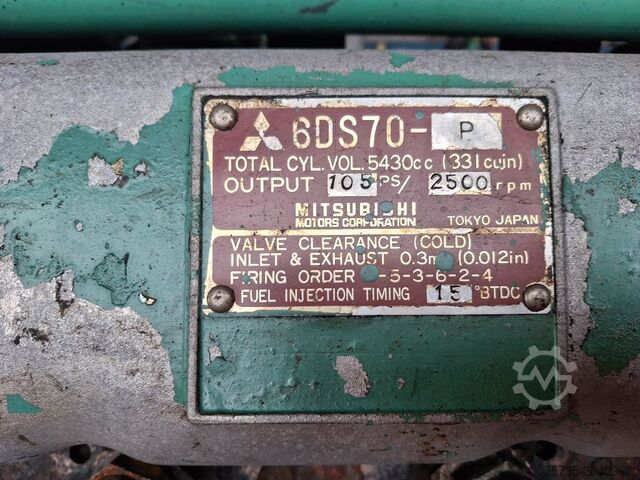 6DS70-P
TOTAL CYL. VOL. 5430cc (331cu.in)
OUTPUT 105 PS/ 2500 rpm
MITSUBISHI
MOTORS CORPORATION TOKYO JAPAN
VALVE CLEARANCE (COLD)
INLET & EXHAUST 0.3m (0.012in)
FIRING ORDER -5-3-6-2-4
FUEL INJECTION TIMING 15 °BTDC